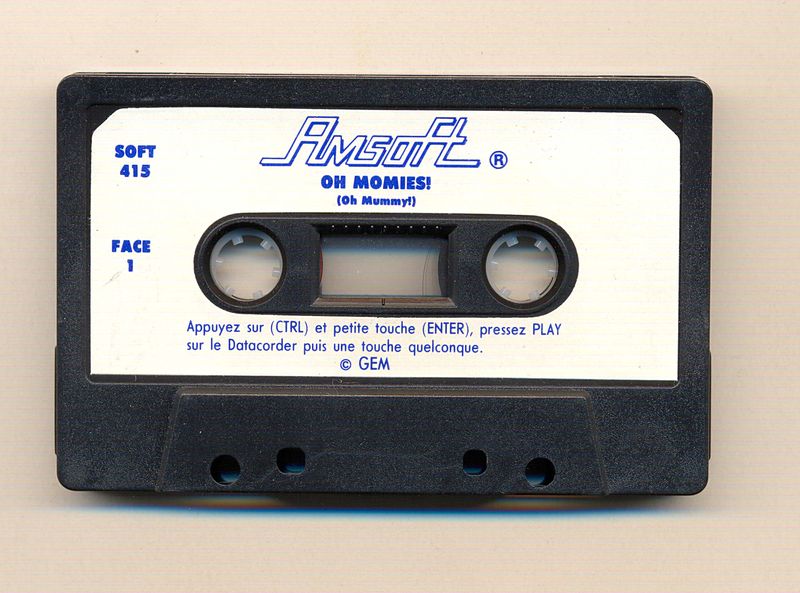 Amsoft ®
SOFT
415
OH MOMIES!
(Oh Mummy!)
FACE
1
Appuyez sur (CTRL) et petite touche (ENTER), pressez PLAY
sur le Datacorder puis une touche quelconque.
© GEM